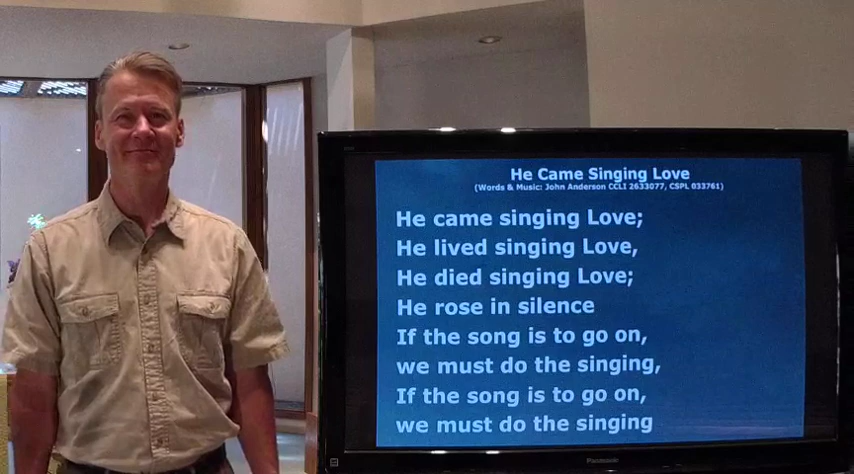 He Came Singing Love
(Words & Music: John Anderson CCLI 2633077, CSPL 033761)
He came singing Love;
He lived singing Love,
He died singing Love;
He rose in silence
If the song is to go on,
we must do the singing,
If the song is to go on,
we must do the singing
Panasonic